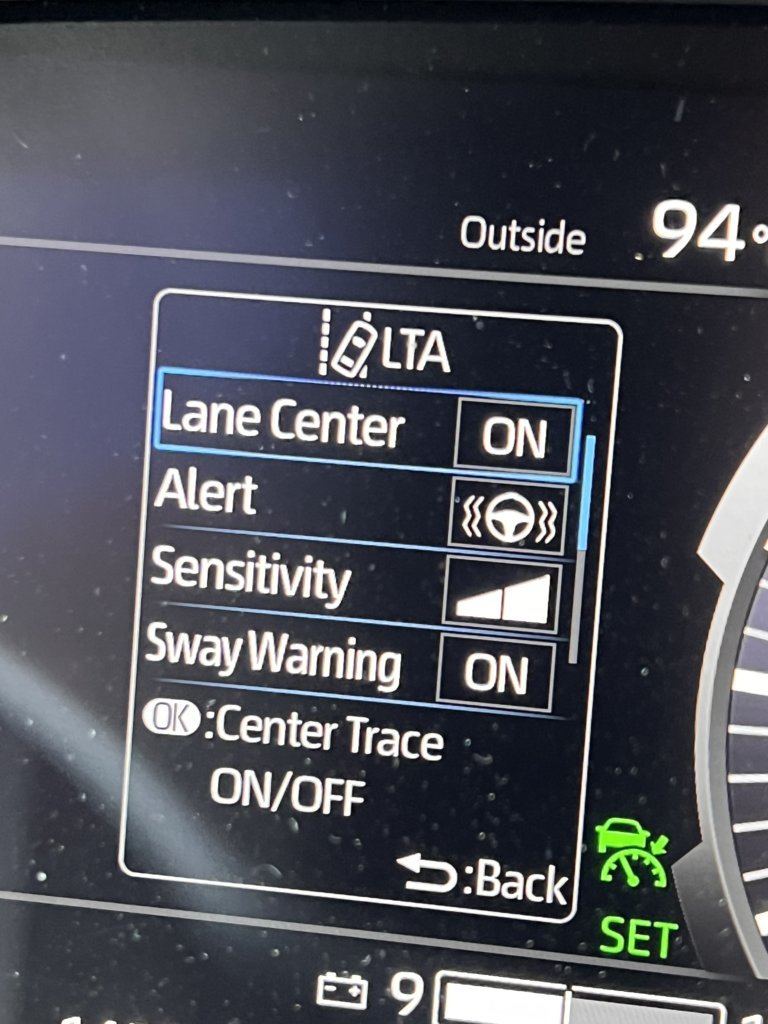 Outside 94°
LTA
Lane Center ON
Alert
Sensitivity
Sway Warning ON
OK:Center Trace
ON/OFF
:Back
SET
9